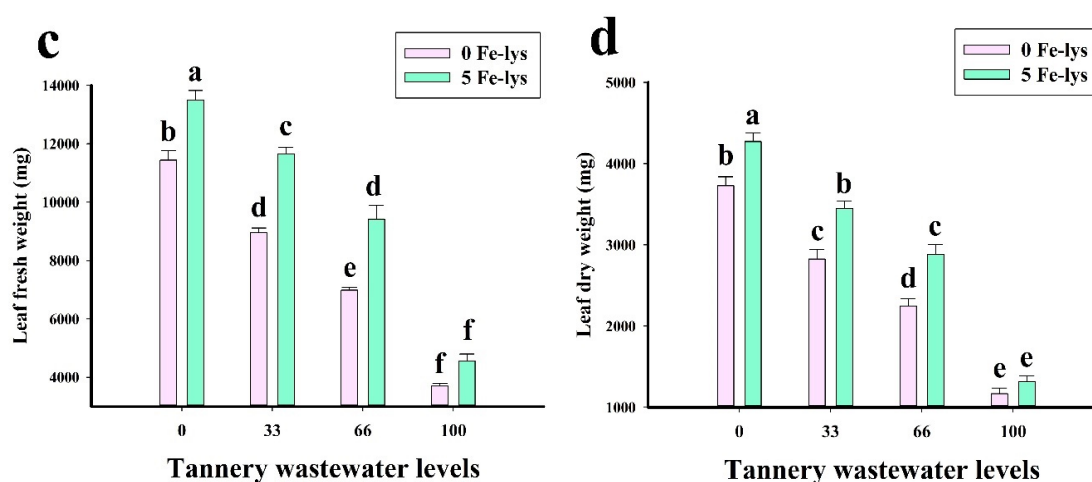 c
0 Fe-lys
5 Fe-lys
Leaf fresh weight (mg)
14000
12000
10000
8000
6000
4000
b
a
d
c
e
d
f
f
0
33
66
100
Tannery wastewater levels
d
0 Fe-lys
5 Fe-lys
Leaf dry weight (mg)
5000
4000
3000
2000
1000
b
a
c
b
d
c
e
e
0
33
66
100
Tannery wastewater levels